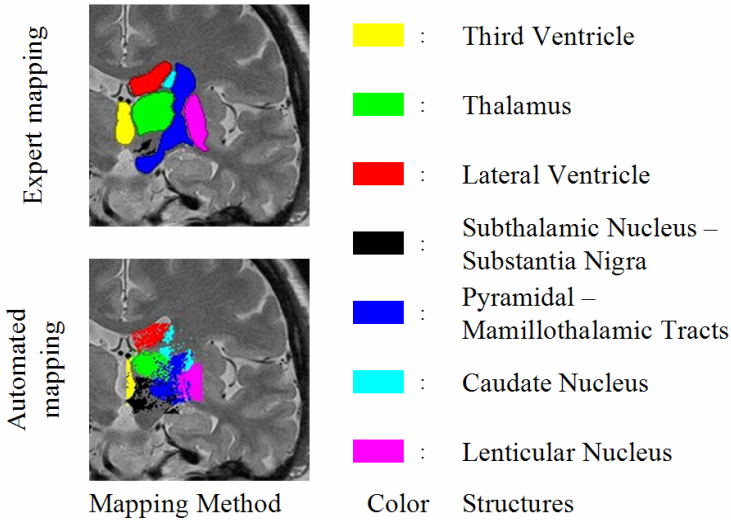 Expert mapping
: Third Ventricle
: Thalamus
: Lateral Ventricle
: Subthalamic Nucleus –
Substantia Nigra
: Pyramidal –
Mamillothalamic Tracts
Automated
mapping
: Caudate Nucleus
: Lenticular Nucleus
Mapping Method Color Structures